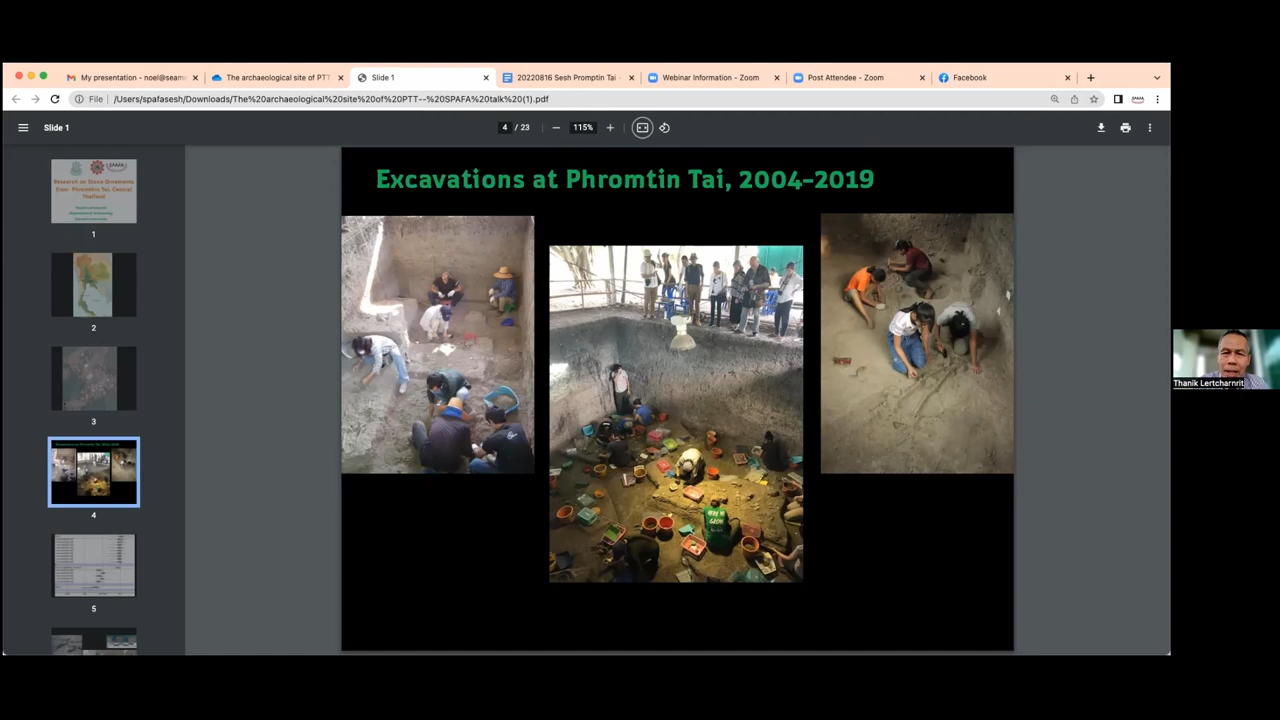 My presentation - noel@seam
The archaeological site of PTT
Slide 1
20220816 Sesh Promptin Tai -
Webinar Information - Zoom
Post Attendee - Zoom
Facebook
File
/Users/spafasesh/Downloads/The%20archaeological%20site%20of%20PTT--%20SPAFA%20talk%20(1).pdf
Slide 1
4 / 23
115%
Excavations at Phromtin Tai, 2004-2019
1
2
3
4
5
Thanik Lertcharnrit